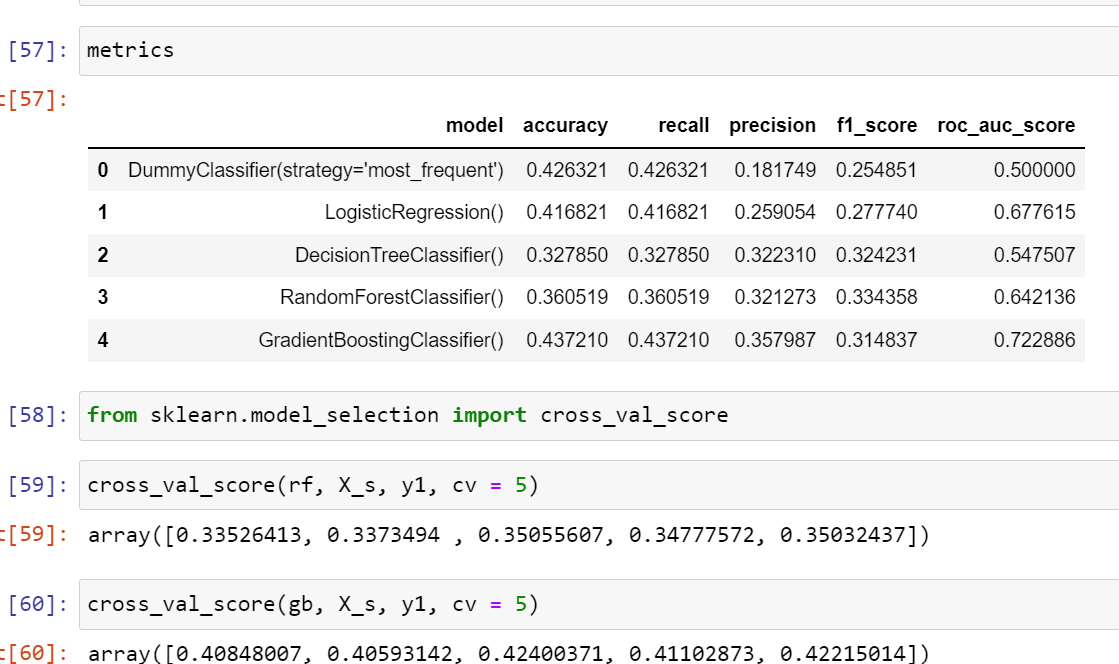 [57]: metrics
t[57]:
model accuracy recall precision f1_score roc_auc_score
0 DummyClassifier(strategy='most_frequent') 0.426321 0.426321 0.181749 0.254851 0.500000
1 LogisticRegression() 0.416821 0.416821 0.259054 0.277740 0.677615
2 DecisionTreeClassifier() 0.327850 0.327850 0.322310 0.324231 0.547507
3 RandomForestClassifier() 0.360519 0.360519 0.321273 0.334358 0.642136
4 GradientBoostingClassifier() 0.437210 0.437210 0.357987 0.314837 0.722886
[58]: from sklearn.model_selection import cross_val_score
[59]: cross_val_score(rf, X_s, y1, cv = 5)
t[59]: array([0.33526413, 0.3373494 , 0.35055607, 0.34777572, 0.35032437])
[60]: cross_val_score(gb, X_s, y1, cv = 5)
t[60]: array([0.40848007, 0.40593142, 0.42400371, 0.41102873, 0.42215014])